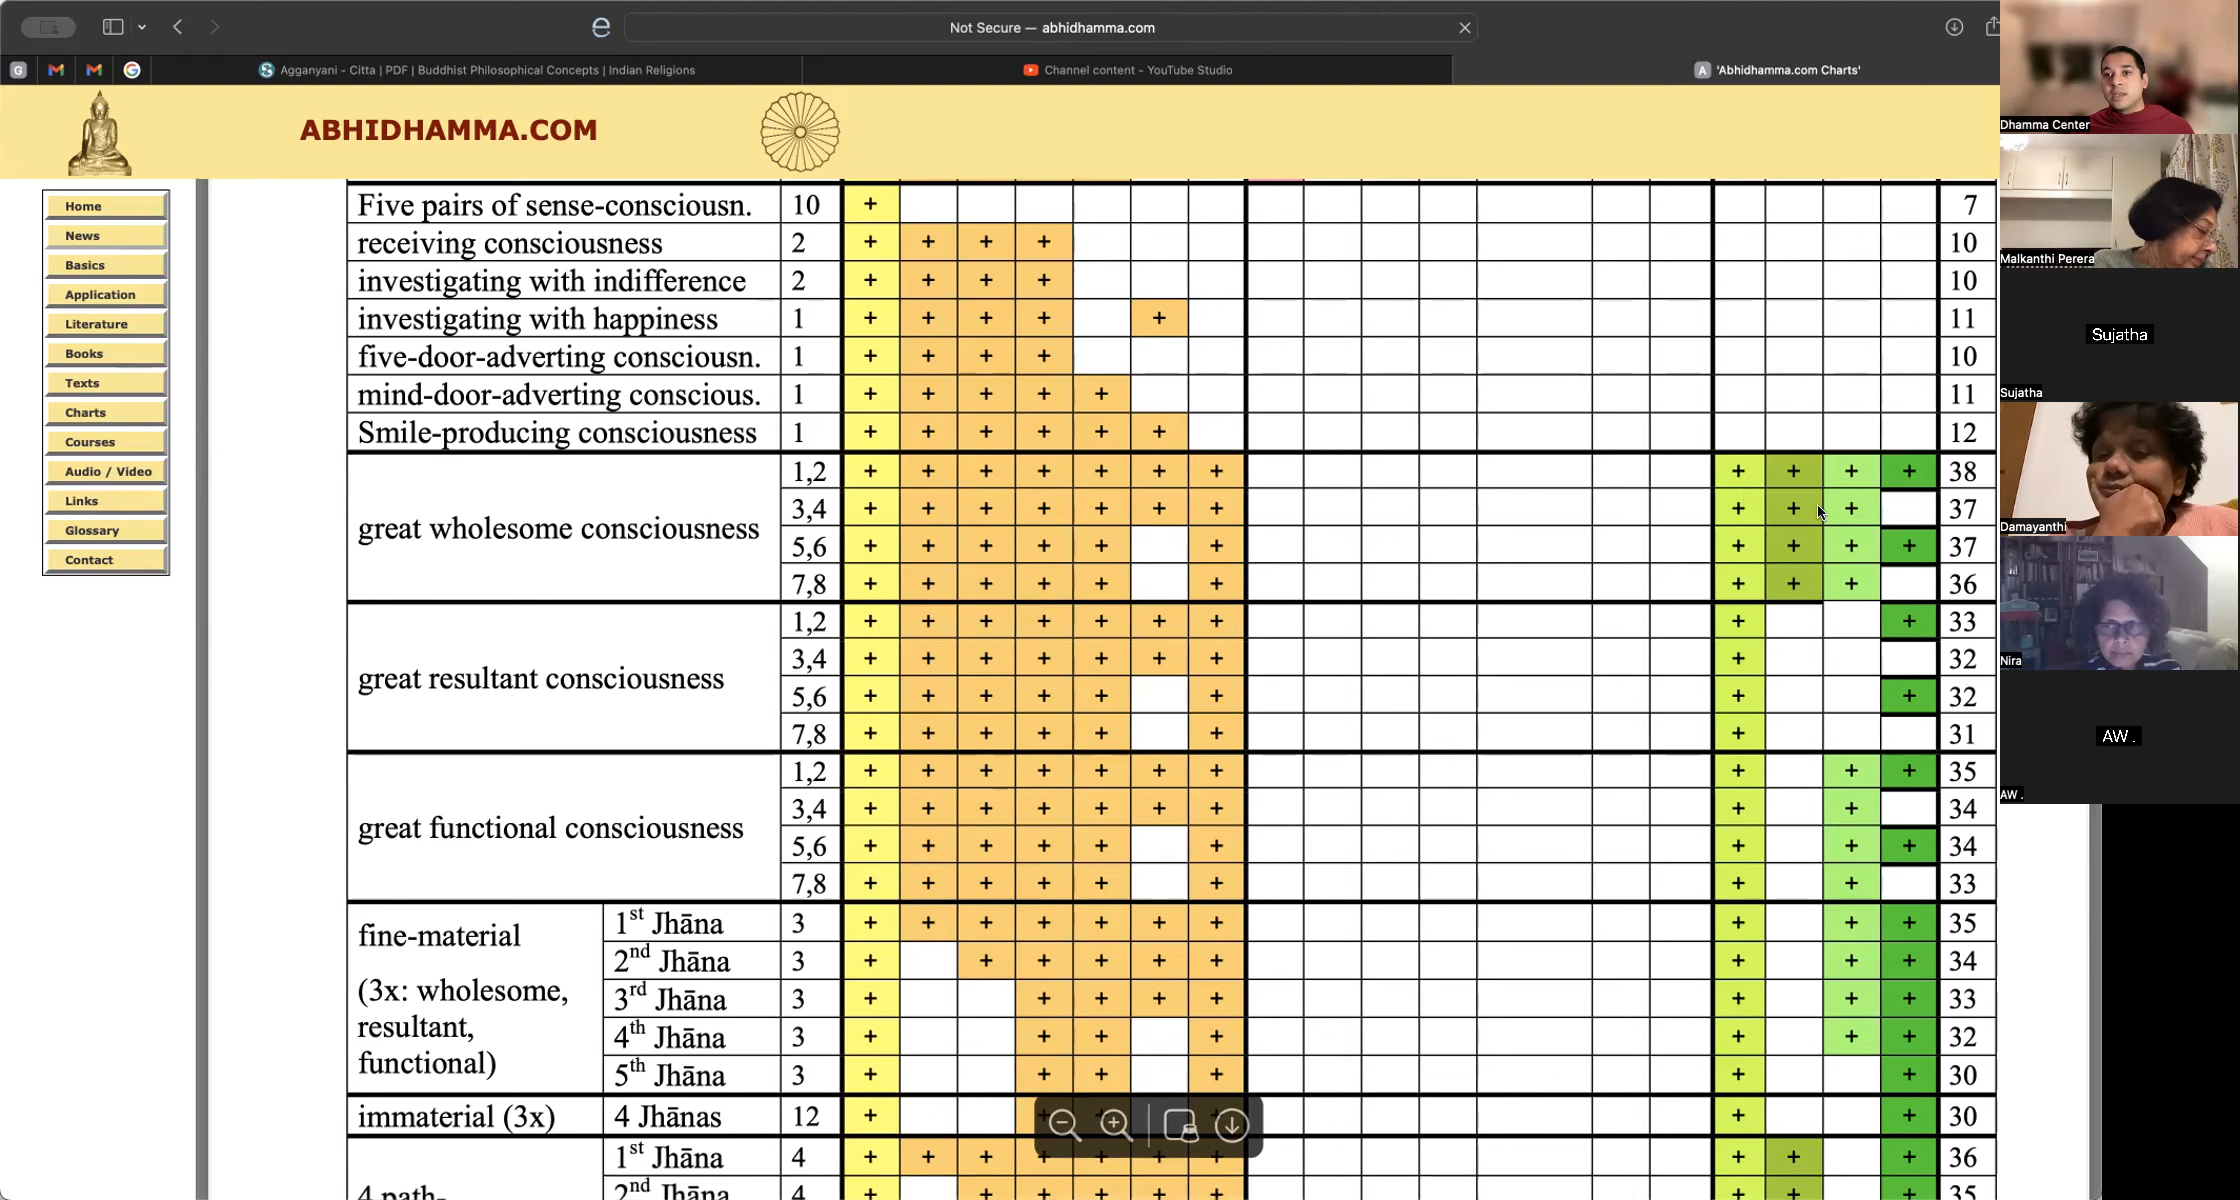 Not Secure — abhidhamma.com
G
Agganyani - Citta | PDF | Buddhist Philosophical Concepts | Indian Religions
Channel content - YouTube Studio
A 'Abhidhamma.com Charts'
ABHIDHAMMA.COM
Home
News
Basics
Application
Literature
Books
Texts
Charts
Courses
Audio / Video
Links
Glossary
Contact
Five pairs of sense-consciousn. 10 + 7
receiving consciousness 2 + + + + 10
investigating with indifference 2 + + + + 10
investigating with happiness 1 + + + + + 11
five-door-adverting consciousn. 1 + + + + 10
mind-door-adverting conscious. 1 + + + + + 11
Smile-producing consciousness 1 + + + + + + 12
great wholesome consciousness
1,2 + + + + + + + + + + + 38
3,4 + + + + + + + + + + 37
5,6 + + + + + + + + + + 37
7,8 + + + + + + + + + 36
great resultant consciousness
1,2 + + + + + + + + + 33
3,4 + + + + + + + + 32
5,6 + + + + + + + + 32
7,8 + + + + + + + 31
great functional consciousness
1,2 + + + + + + + + + + 35
3,4 + + + + + + + + + 34
5,6 + + + + + + + + + 34
7,8 + + + + + + + + 33
fine-material
(3x: wholesome,
resultant,
functional)
1st Jhāna 3 + + + + + + + + + + 35
2nd Jhāna 3 + + + + + + + + + 34
3rd Jhāna 3 + + + + + + + + 33
4th Jhāna 3 + + + + + + + 32
5th Jhāna 3 + + + + + + 30
immaterial (3x) 4 Jhānas 12 + + + + 30
4 path-
1st Jhāna 4 + + + + + + + + + + 36
2nd Jhāna 4 + + + + + + + + + 35
Dhamma Center
Malkanthi Perera
Sujatha
Sujatha
Damayanthi
Nira
AW .
AW .